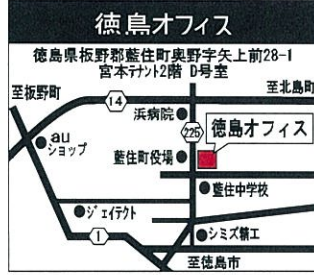 徳島オフィス
徳島県板野郡藍住町奥野字矢上前28-1
宮本テナント2階 D号室
至板野町
至北島町
14
浜病院
225
徳島オフィス
au
ショップ
藍住町役場
藍住中学校
ジェイテクト
1
シミズ精工
至徳島市